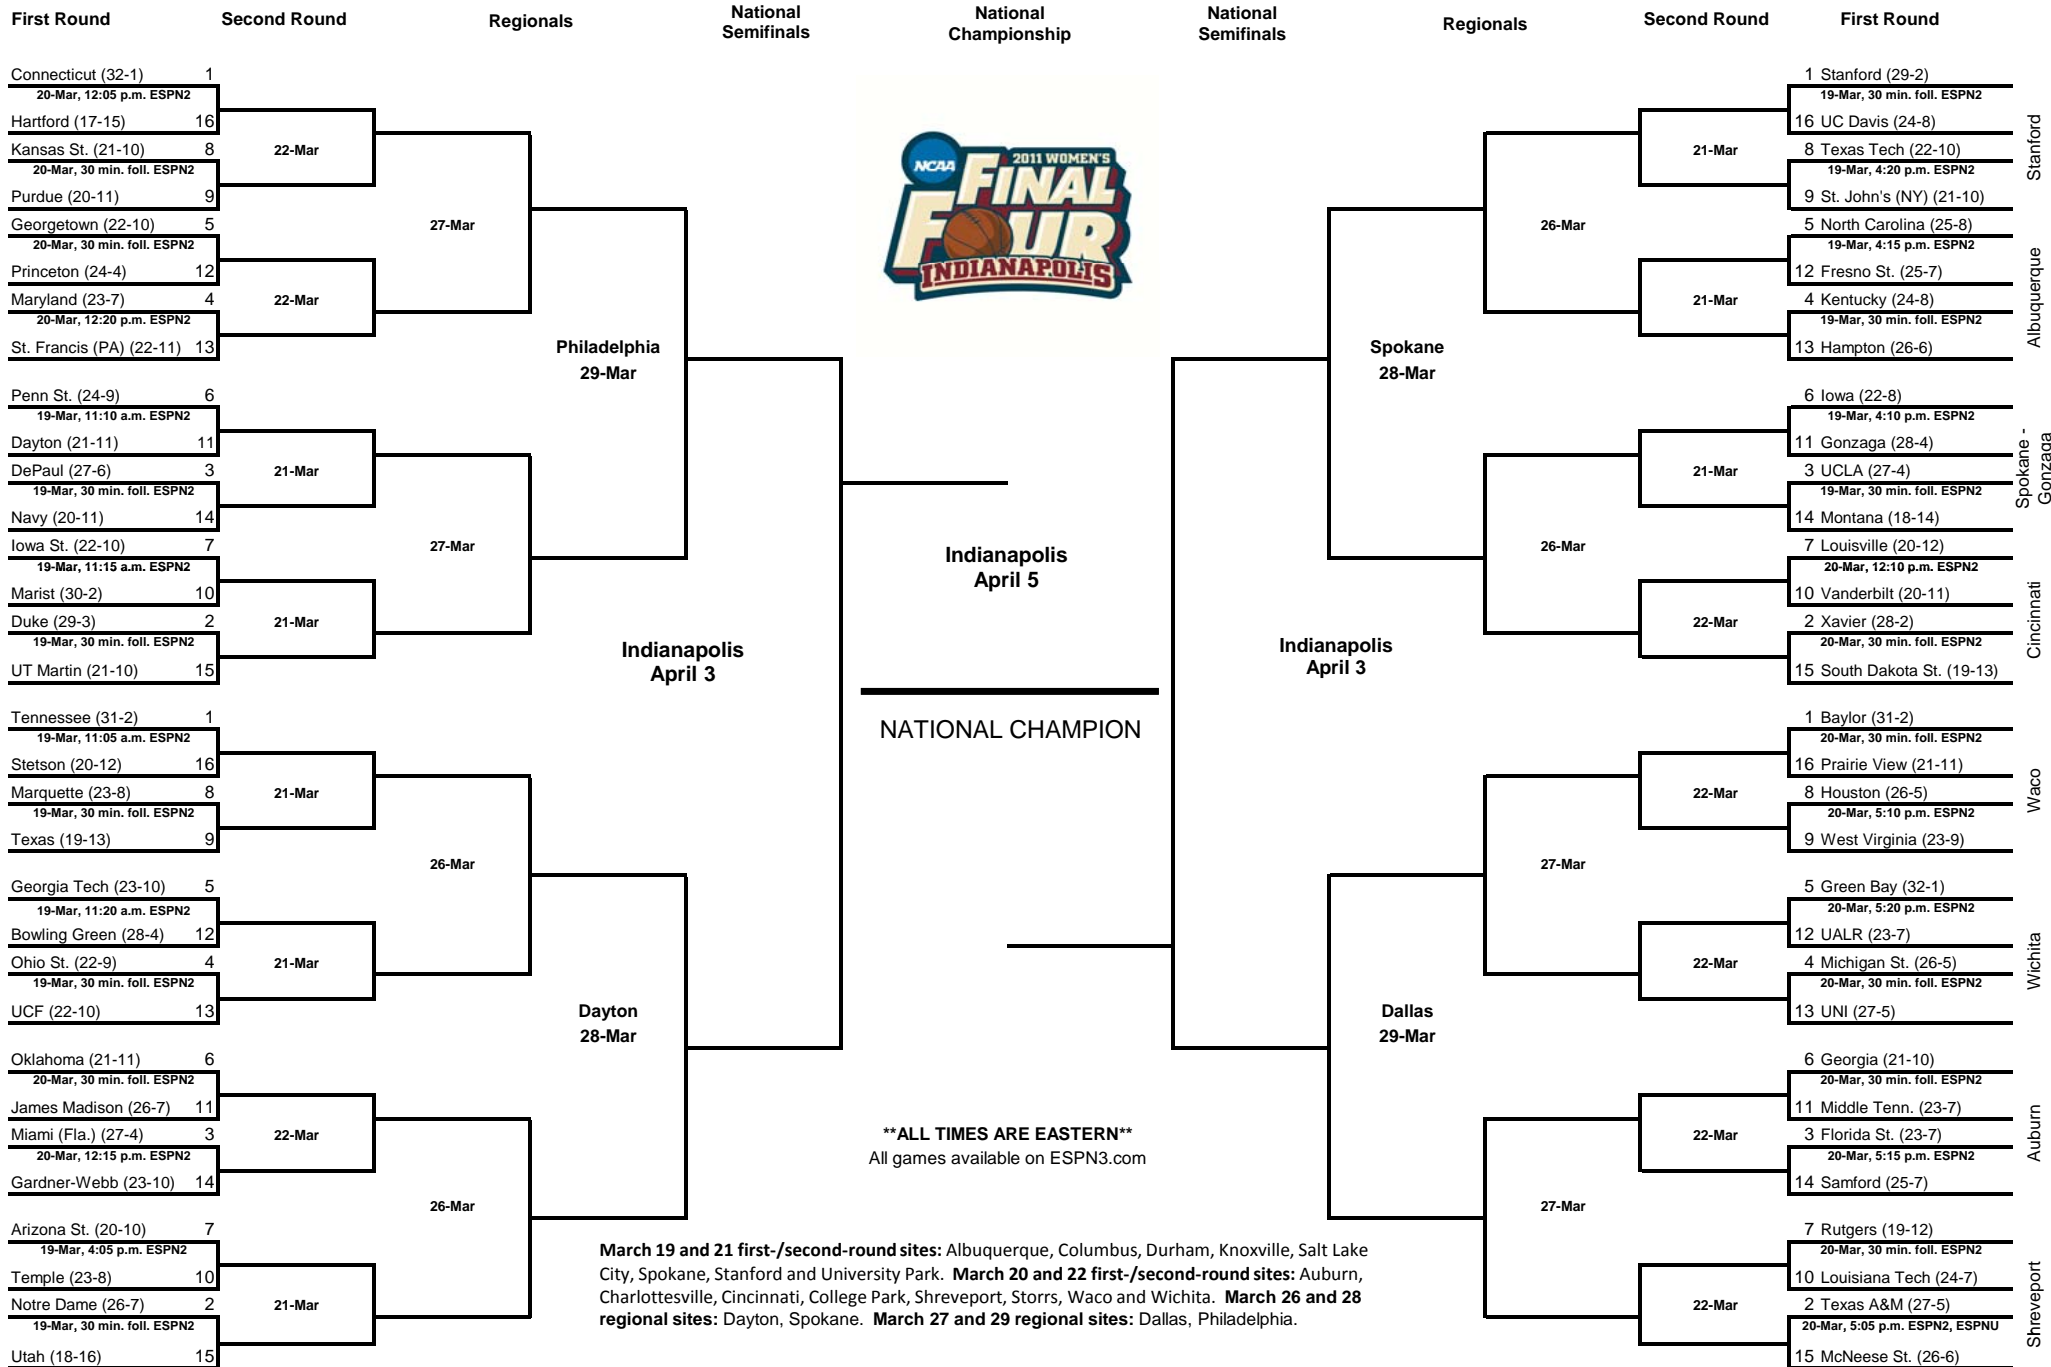 First Round
Second Round
Regionals
National
Semifinals
National
Championship
National
Semifinals
Regionals
Second Round
First Round
Connecticut (32-1) 1
20-Mar, 12:05 p.m. ESPN2
Hartford (17-15) 16
Kansas St. (21-10) 8
20-Mar, 30 min. foll. ESPN2
Purdue (20-11) 9
Georgetown (22-10) 5
20-Mar, 30 min. foll. ESPN2
Princeton (24-4) 12
Maryland (23-7) 4
20-Mar, 12:20 p.m. ESPN2
St. Francis (PA) (22-11) 13
Penn St. (24-9) 6
19-Mar, 11:10 a.m. ESPN2
Dayton (21-11) 11
DePaul (27-6) 3
19-Mar, 30 min. foll. ESPN2
Navy (20-11) 14
Iowa St. (22-10) 7
19-Mar, 11:15 a.m. ESPN2
Marist (30-2) 10
Duke (29-3) 2
19-Mar, 30 min. foll. ESPN2
UT Martin (21-10) 15
Tennessee (31-2) 1
19-Mar, 11:05 a.m. ESPN2
Stetson (20-12) 16
Marquette (23-8) 8
19-Mar, 30 min. foll. ESPN2
Texas (19-13) 9
Georgia Tech (23-10) 5
19-Mar, 11:20 a.m. ESPN2
Bowling Green (28-4) 12
Ohio St. (22-9) 4
19-Mar, 30 min. foll. ESPN2
UCF (22-10) 13
Oklahoma (21-11) 6
20-Mar, 30 min. foll. ESPN2
James Madison (26-7) 11
Miami (Fla.) (27-4) 3
20-Mar, 12:15 p.m. ESPN2
Gardner-Webb (23-10) 14
Arizona St. (20-10) 7
19-Mar, 4:05 p.m. ESPN2
Temple (23-8) 10
Notre Dame (26-7) 2
19-Mar, 30 min. foll. ESPN2
Utah (18-16) 15
22-Mar
22-Mar
21-Mar
21-Mar
21-Mar
21-Mar
22-Mar
21-Mar
27-Mar
27-Mar
26-Mar
26-Mar
Philadelphia
29-Mar
Dayton
28-Mar
Indianapolis
April 3
NCAA
2011 WOMEN'S
FINAL
FOUR
INDIANAPOLIS
Indianapolis
April 5
NATIONAL CHAMPION
**ALL TIMES ARE EASTERN**
All games available on ESPN3.com
March 19 and 21 first-/second-round sites: Albuquerque, Columbus, Durham, Knoxville, Salt Lake
City, Spokane, Stanford and University Park. March 20 and 22 first-/second-round sites: Auburn,
Charlottesville, Cincinnati, College Park, Shreveport, Storrs, Waco and Wichita. March 26 and 28
regional sites: Dayton, Spokane. March 27 and 29 regional sites: Dallas, Philadelphia.
Indianapolis
April 3
Spokane
28-Mar
Dallas
29-Mar
26-Mar
26-Mar
27-Mar
27-Mar
21-Mar
21-Mar
21-Mar
22-Mar
22-Mar
22-Mar
22-Mar
22-Mar
1 Stanford (29-2)
19-Mar, 30 min. foll. ESPN2
16 UC Davis (24-8)
8 Texas Tech (22-10)
19-Mar, 4:20 p.m. ESPN2
9 St. John's (NY) (21-10)
5 North Carolina (25-8)
19-Mar, 4:15 p.m. ESPN2
12 Fresno St. (25-7)
4 Kentucky (24-8)
19-Mar, 30 min. foll. ESPN2
13 Hampton (26-6)
6 Iowa (22-8)
19-Mar, 4:10 p.m. ESPN2
11 Gonzaga (28-4)
3 UCLA (27-4)
19-Mar, 30 min. foll. ESPN2
14 Montana (18-14)
7 Louisville (20-12)
20-Mar, 12:10 p.m. ESPN2
10 Vanderbilt (20-11)
2 Xavier (28-2)
20-Mar, 30 min. foll. ESPN2
15 South Dakota St. (19-13)
1 Baylor (31-2)
20-Mar, 30 min. foll. ESPN2
16 Prairie View (21-11)
8 Houston (26-5)
20-Mar, 5:10 p.m. ESPN2
9 West Virginia (23-9)
5 Green Bay (32-1)
20-Mar, 5:20 p.m. ESPN2
12 UALR (23-7)
4 Michigan St. (26-5)
20-Mar, 30 min. foll. ESPN2
13 UNI (27-5)
6 Georgia (21-10)
20-Mar, 30 min. foll. ESPN2
11 Middle Tenn. (23-7)
3 Florida St. (23-7)
20-Mar, 5:15 p.m. ESPN2
14 Samford (25-7)
7 Rutgers (19-12)
20-Mar, 30 min. foll. ESPN2
10 Louisiana Tech (24-7)
2 Texas A&M (27-5)
20-Mar, 5:05 p.m. ESPN2, ESPNU
15 McNeese St. (26-6)
Stanford
Albuquerque
Spokane -
Gonzaga
Cincinnati
Waco
Wichita
Auburn
Shreveport